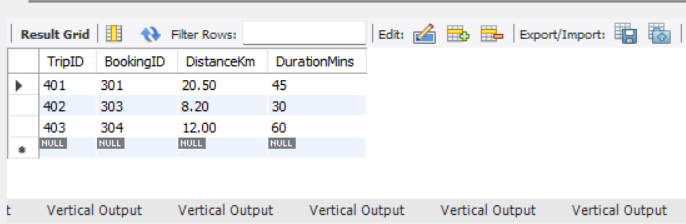 Result Grid Filter Rows: Edit: Export/Import:
TripID BookingID DistanceKm DurationMins
401 301 20.50 45
402 303 8.20 30
403 304 12.00 60
NULL NULL NULL NULL
t Vertical Output Vertical Output Vertical Output Vertical Output Vertical Output